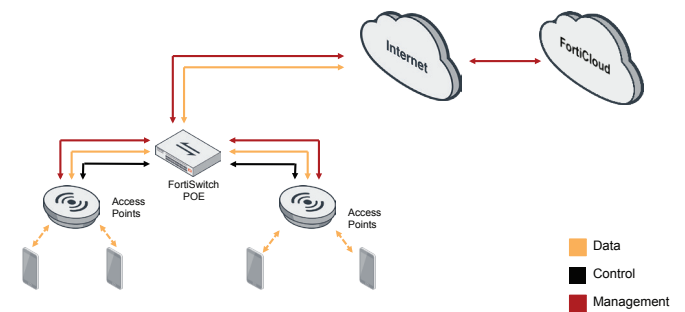 Internet
FortiCloud
FortiSwitch
POE
Access
Points
Access
Points
Data
Control
Management